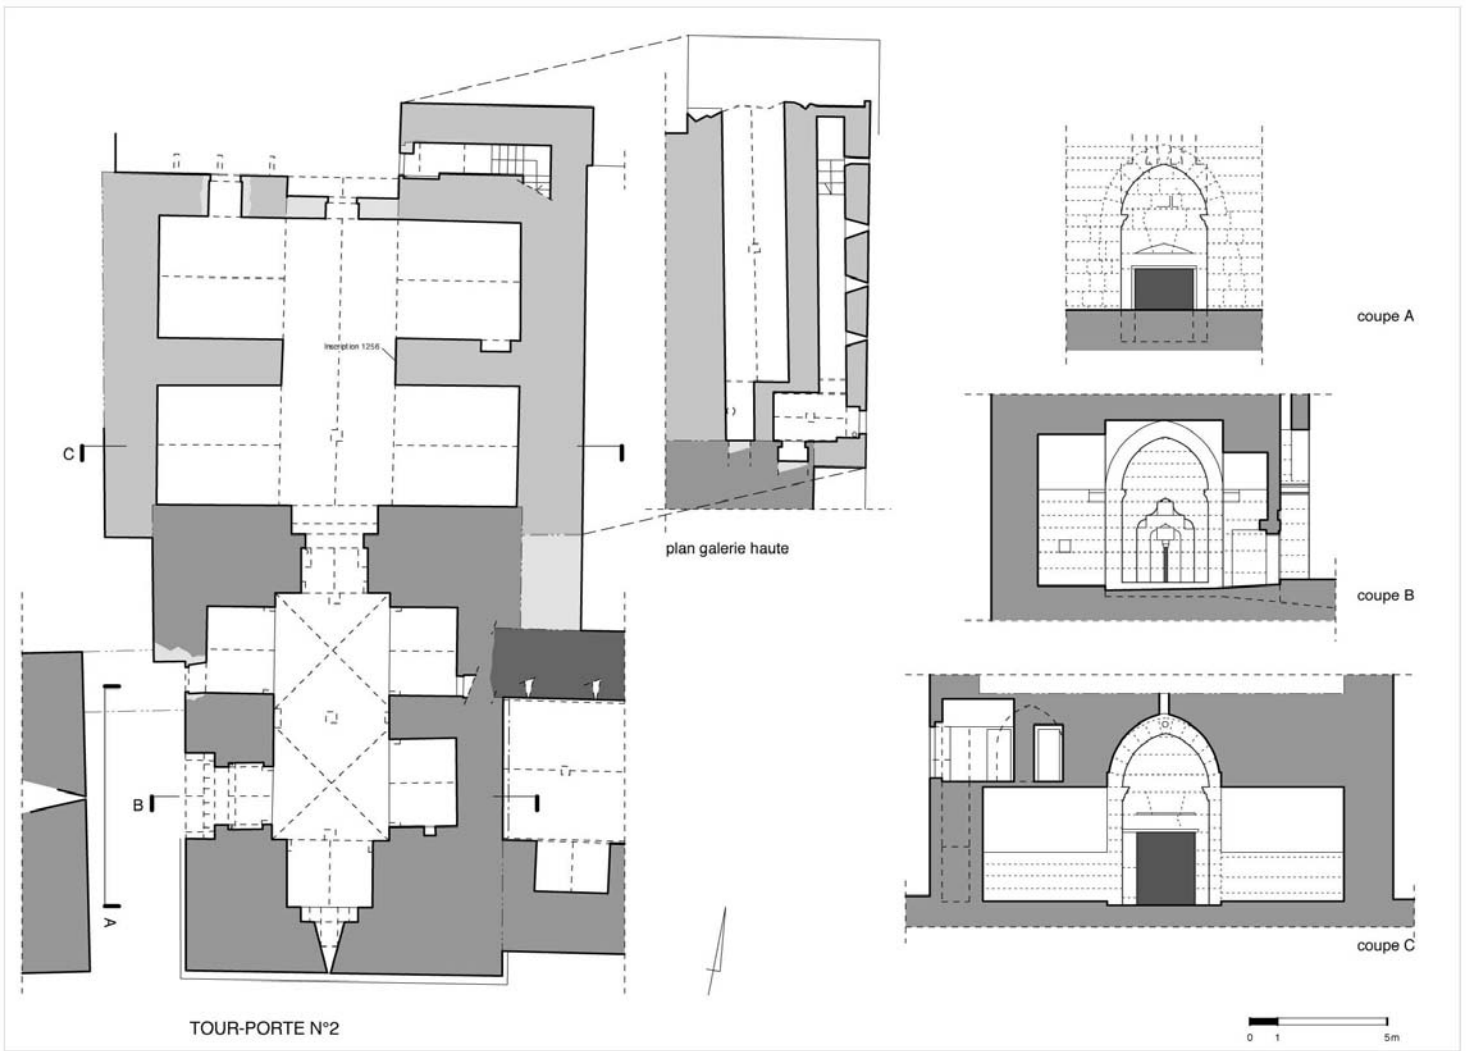 Inscription 1256
C
plan galerie haute
B
A
TOUR-PORTE N°2
coupe A
coupe B
coupe C
0 1 5m